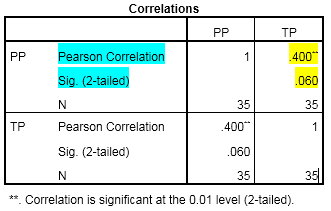 Correlations
PP TP
PP Pearson Correlation 1 .400**
Sig. (2-tailed) .060
N 35 35
TP Pearson Correlation .400** 1
Sig. (2-tailed) .060
N 35 35
**. Correlation is significant at the 0.01 level (2-tailed).